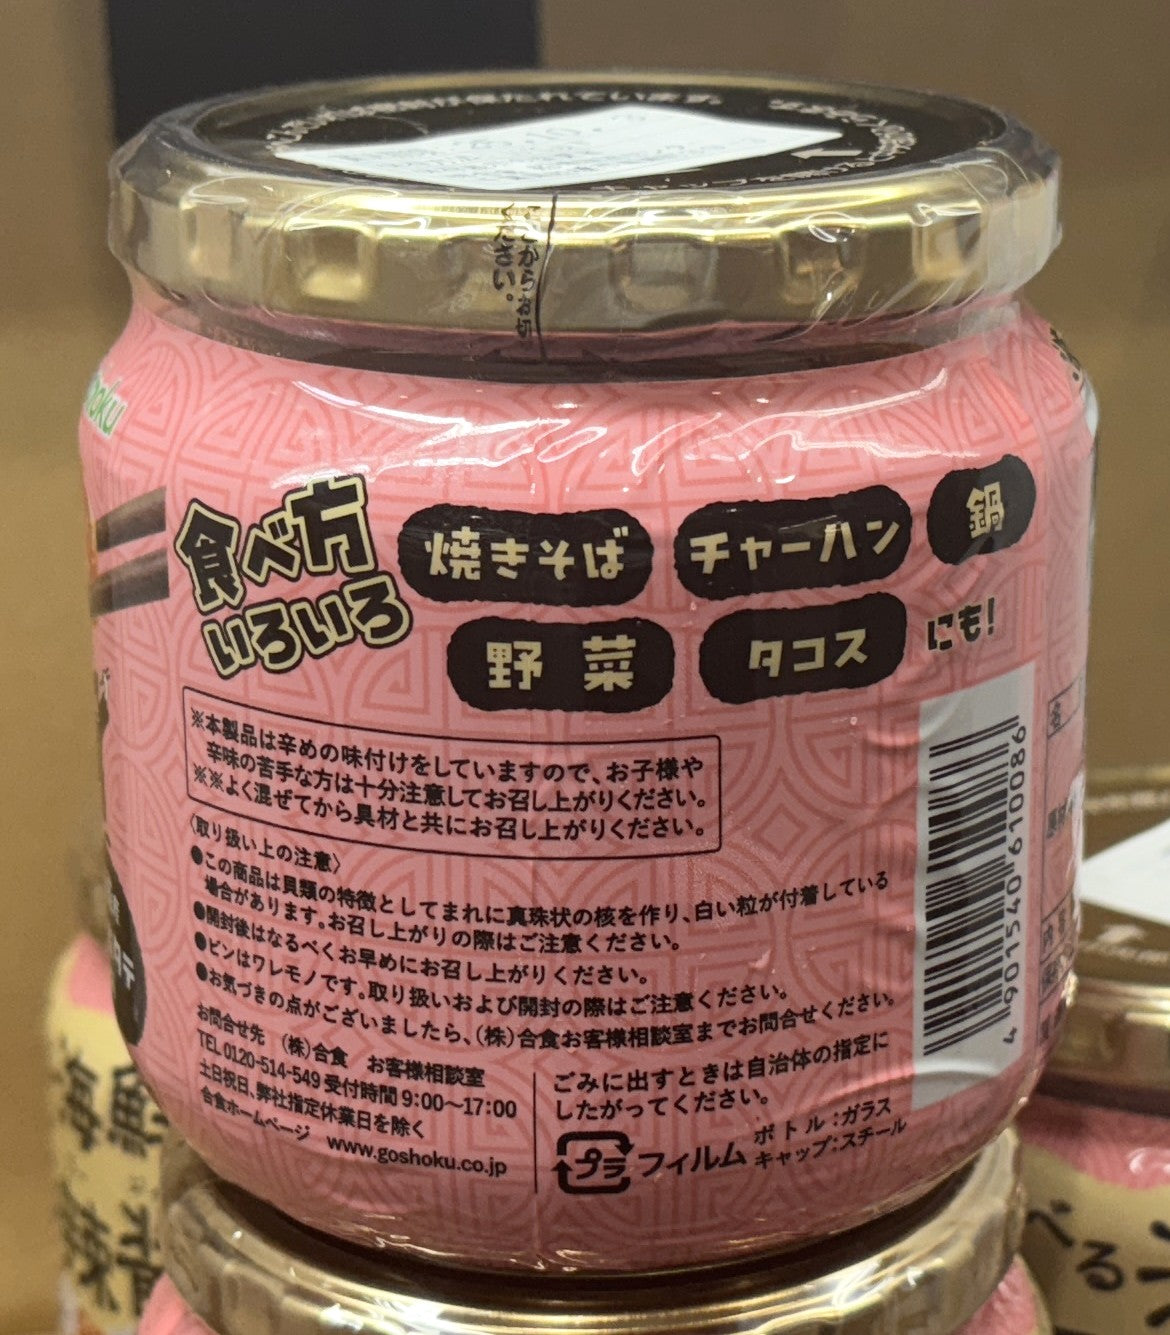 こからお切
ください。
食べ方
いろいろ
焼きそば
チャーハン
鍋
野菜
タコス
にも!
※本製品は辛めの味付けをしていますので、お子様や
辛味の苦手な方は十分注意してお召し上がりください。
※※よく混ぜてから具材と共にお召し上がりください。
〈取り扱い上の注意〉
●この商品は貝類の特徴としてまれに真珠状の核を作り、白い粒が付着している
場合があります。お召し上がりの際はご注意ください。
●開封後はなるべくお早めにお召し上がりください。
●ビンはワレモノです。取り扱いおよび開封の際はご注意ください。
●お気づきの点がございましたら、(株)合食お客様相談室までお問合せください。
お問合せ先 (株)合食 お客様相談室
TEL 0120-514-549 受付時間 9:00〜17:00
土日祝日、弊社指定休業日を除く
合食ホームページ www.goshoku.co.jp
ごみに出すときは自治体の指定に
したがってください。
プラ フィルム
ボトル:ガラス
キャップ:スチール
4 901540 610086